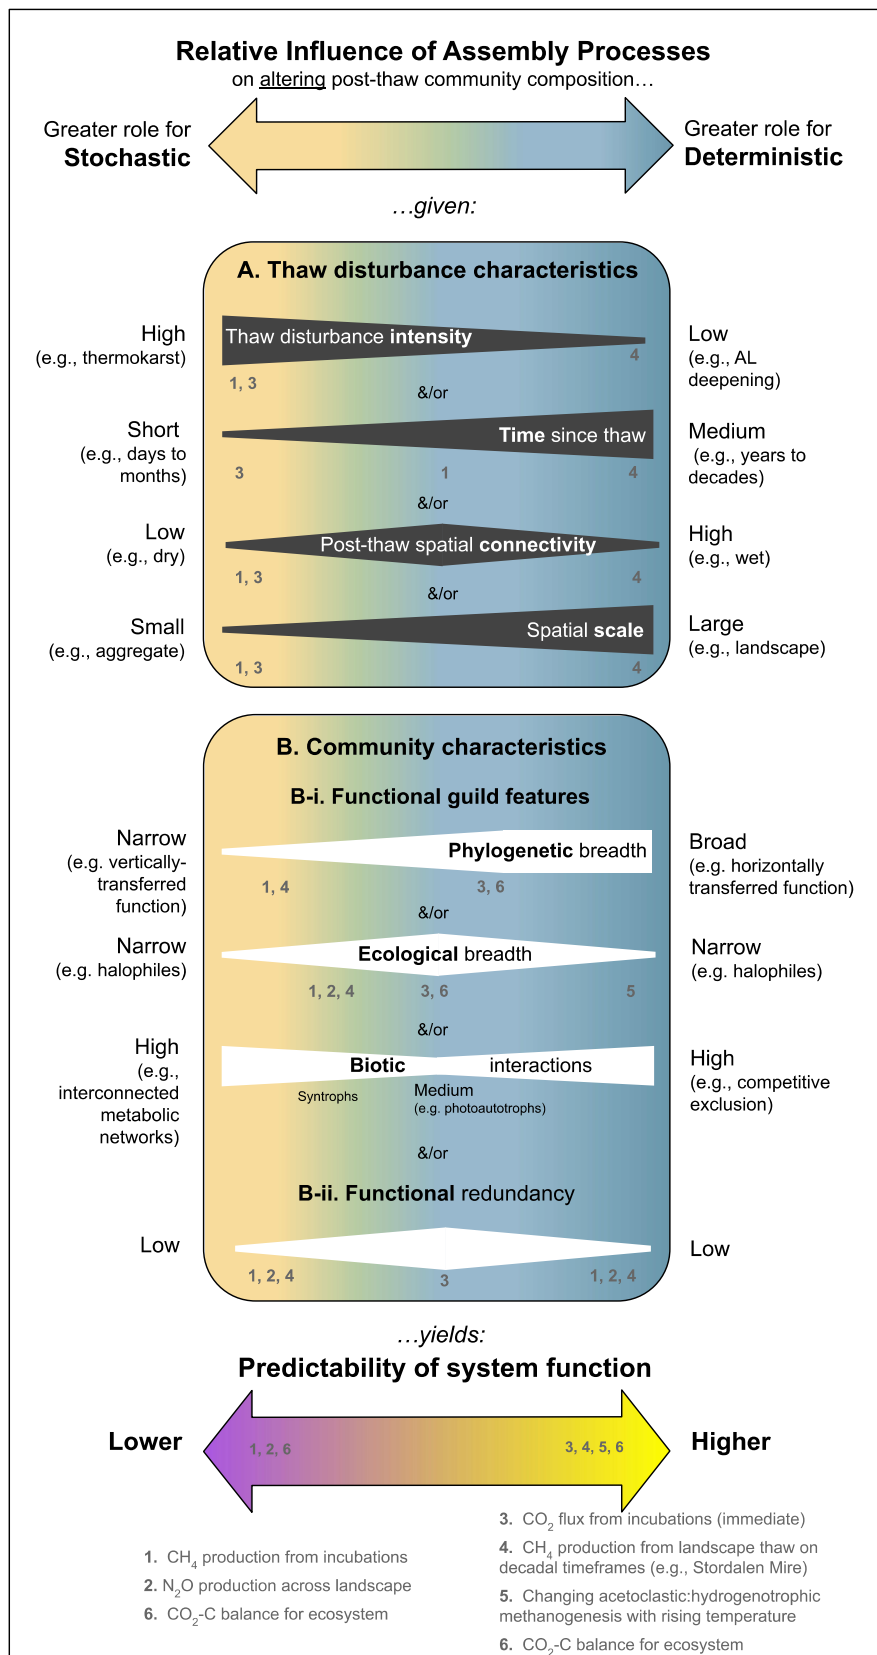 Relative Influence of Assembly Processes
on altering post-thaw community composition...
Greater role for
Stochastic
Greater role for
Deterministic
...given:
A. Thaw disturbance characteristics
High
(e.g., thermokarst)
Thaw disturbance intensity
Low
(e.g., AL
deepening)
1, 3
4
&/or
Short
(e.g., days to
months)
Time since thaw
Medium
(e.g., years to
decades)
3
1
4
&/or
Low
(e.g., dry)
Post-thaw spatial connectivity
High
(e.g., wet)
1, 3
4
&/or
Small
(e.g., aggregate)
Spatial scale
Large
(e.g., landscape)
1, 3
4
B. Community characteristics
B-i. Functional guild features
Narrow
(e.g. vertically-
transferred
function)
Phylogenetic breadth
Broad
(e.g. horizontally
transferred function)
1, 4
3, 6
&/or
Narrow
(e.g. halophiles)
Ecological breadth
Narrow
(e.g. halophiles)
1, 2, 4
3, 6
5
&/or
High
(e.g.,
interconnected
metabolic
networks)
Biotic interactions
High
(e.g., competitive
exclusion)
Syntrophs
Medium
(e.g. photoautotrophs)
&/or
B-ii. Functional redundancy
Low
Low
1, 2, 4
3
1, 2, 4
...yields:
Predictability of system function
Lower
1, 2, 6
3, 4, 5, 6
Higher
1. CH4 production from incubations
2. N2O production across landscape
6. CO2-C balance for ecosystem
3. CO2 flux from incubations (immediate)
4. CH4 production from landscape thaw on
decadal timeframes (e.g., Stordalen Mire)
5. Changing acetoclastic:hydrogenotrophic
methanogenesis with rising temperature
6. CO2-C balance for ecosystem